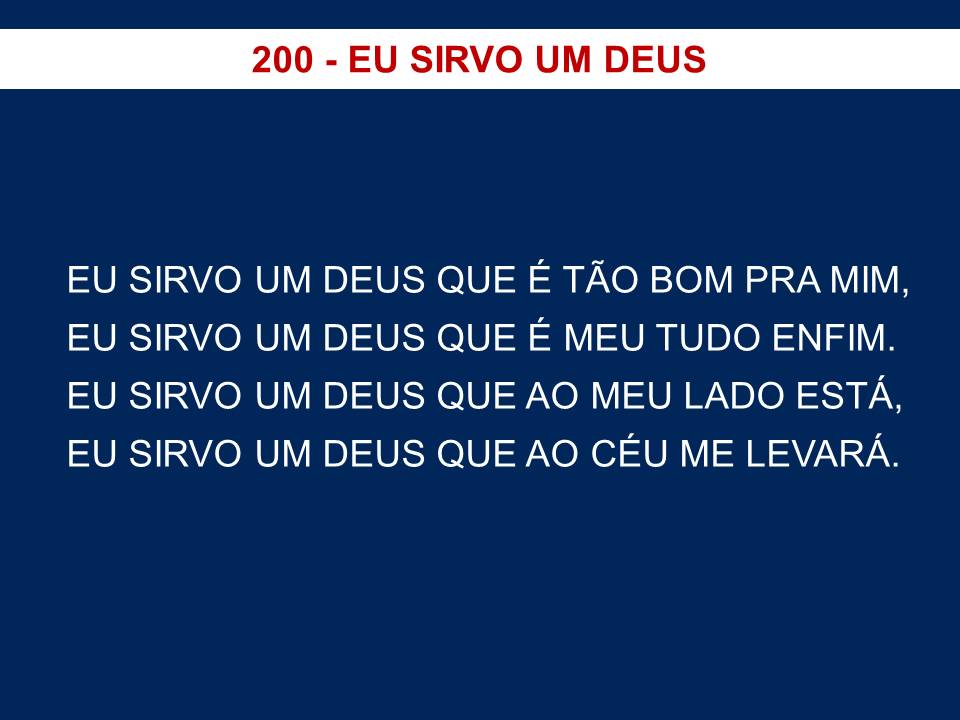 200 - EU SIRVO UM DEUS
EU SIRVO UM DEUS QUE É TÃO BOM PRA MIM,
EU SIRVO UM DEUS QUE É MEU TUDO ENFIM.
EU SIRVO UM DEUS QUE AO MEU LADO ESTÁ,
EU SIRVO UM DEUS QUE AO CÉU ME LEVARÁ.